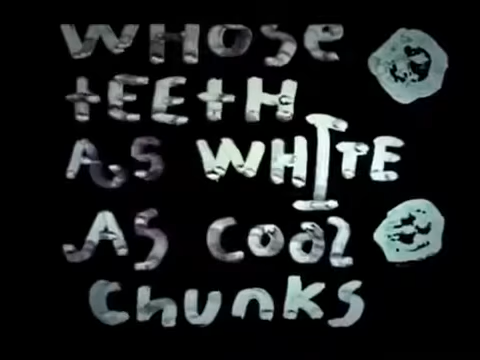 WHOSe
tEEtH
AS WHITE
AS COaL
ChunKS